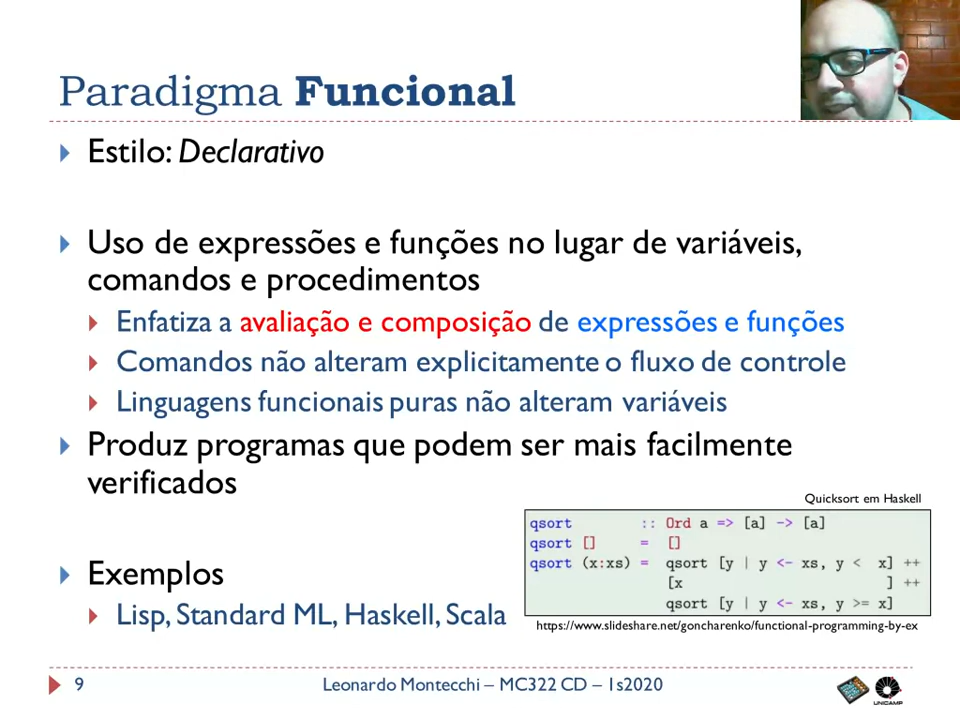 Paradigma Funcional
Estilo: Declarativo
Uso de expressões e funções no lugar de variáveis,
comandos e procedimentos
Enfatiza a avaliação e composição de expressões e funções
Comandos não alteram explicitamente o fluxo de controle
Linguagens funcionais puras não alteram variáveis
Produz programas que podem ser mais facilmente
verificados
Quicksort em Haskell
qsort :: Ord a => [a] -> [a]
qsort [] = []
qsort (x:xs) = qsort [y | y <- xs, y < x] ++
[x ] ++
qsort [y | y <- xs, y >= x]
https://www.slideshare.net/goncharenko/functional-programming-by-ex
Exemplos
Lisp, Standard ML, Haskell, Scala
9
Leonardo Montecchi – MC322 CD – 1s2020
UNICAMP